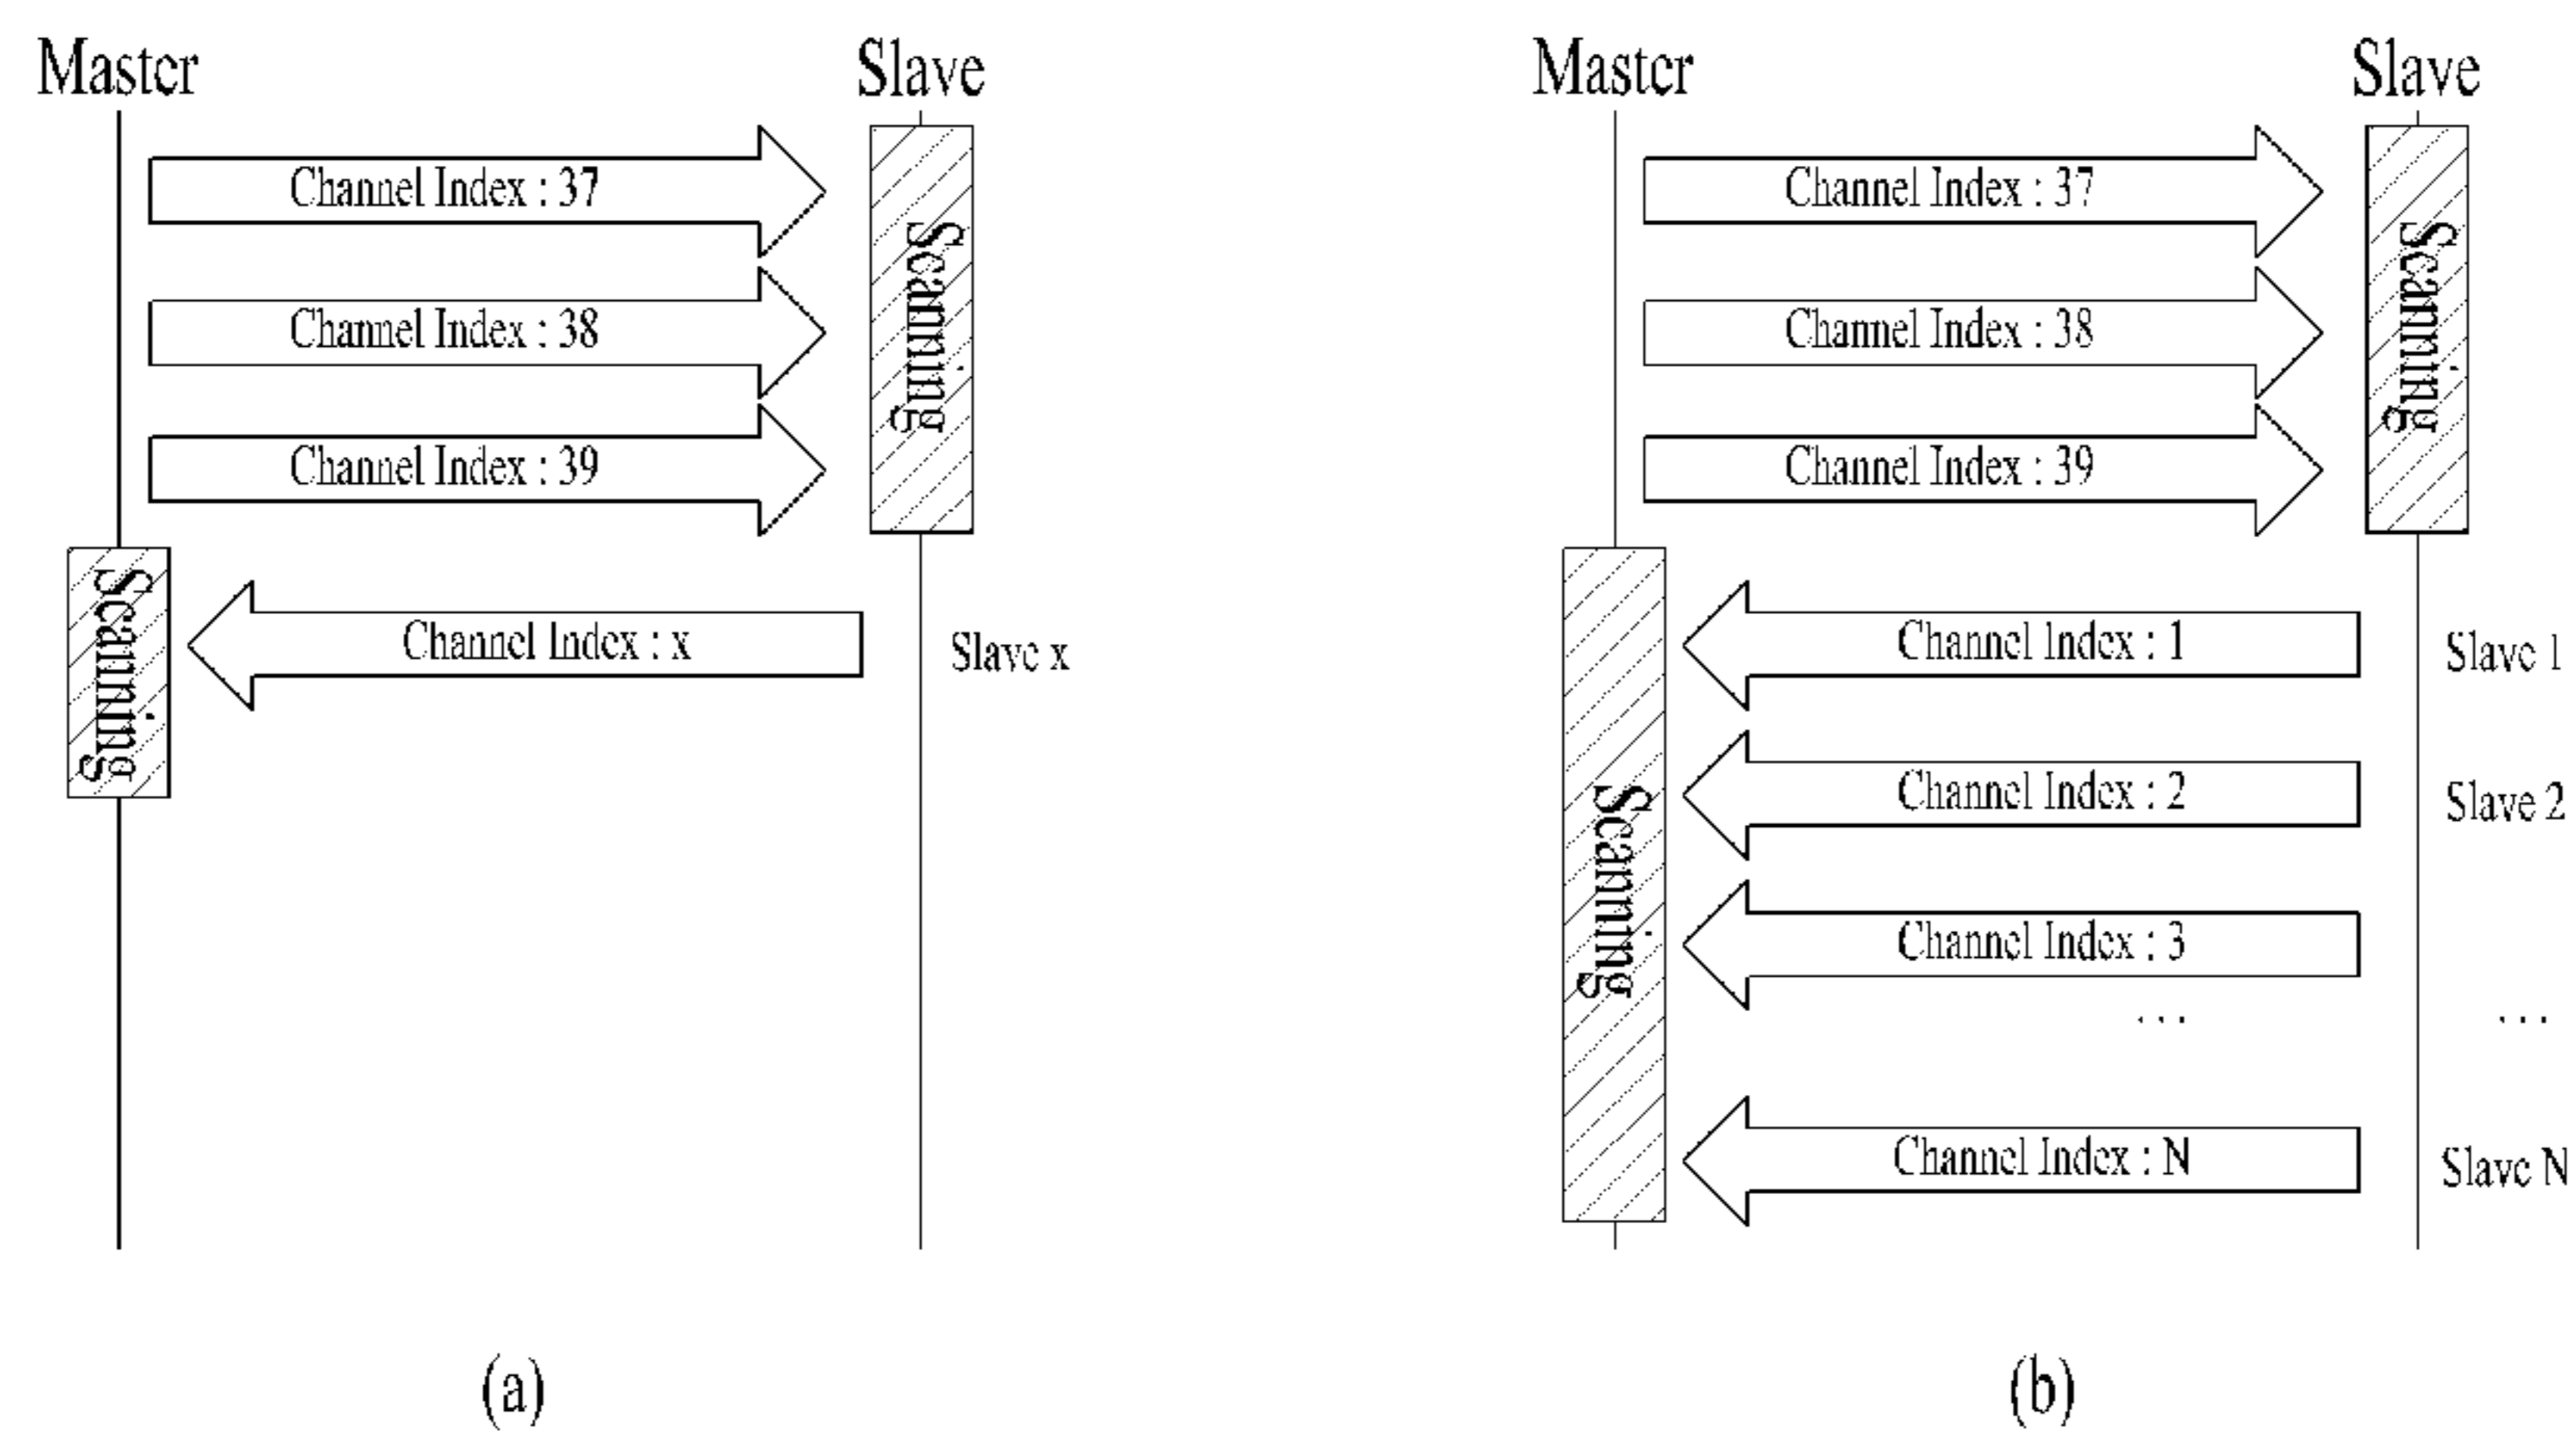 Master
Slave
Channel Index : 37
Channel Index : 38
Channel Index : 39
Scanning
Scanning
Channel Index : x
Slave x
(a)
Master
Slave
Channel Index : 37
Channel Index : 38
Channel Index : 39
Scanning
Scanning
Channel Index : 1
Slave 1
Channel Index : 2
Slave 2
Channel Index : 3
... ...
Channel Index : N
Slave N
(b)